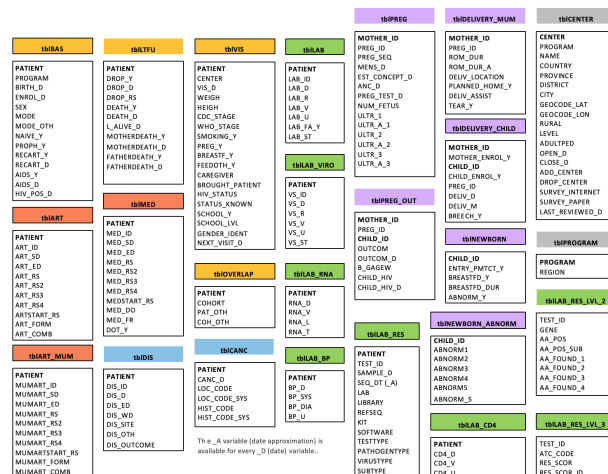 tblBAS
PATIENT
PROGRAM
BIRTH_D
ENROL_D
SEX
MODE
MODE_OTH
NAIVE_Y
PROPH_Y
RECART_Y
RECART_D
AIDS_Y
AIDS_D
HIV_POS_D
tblLTFU
PATIENT
DROP_Y
DROP_D
DROP_RS
DEATH_Y
DEATH_D
L_ALIVE_D
MOTHERDEATH_Y
MOTHERDEATH_D
FATHERDEATH_Y
FATHERDEATH_D
tblVIS
PATIENT
CENTER
VIS_D
WEIGH
HEIGH
CDC_STAGE
WHO_STAGE
SMOKING_Y
PREG_Y
BREASTF_Y
FEEDOTH_Y
CAREGIVER
BROUGHT_PATIENT
HIV_STATUS
STATUS_KNOWN
SCHOOL_Y
SCHOOL_LVL
GENDER_IDENT
NEXT_VISIT_D
tblLAB
PATIENT
LAB_ID
LAB_D
LAB_R
LAB_V
LAB_U
LAB_FA_Y
LAB_ST
tblLAB_VIRO
PATIENT
VS_ID
VS_D
VS_R
VS_V
VS_U
VS_ST
tblPREG
MOTHER_ID
PREG_ID
PREG_SEQ
MENS_D
EST_CONCEPT_D
ANC_D
PREG_TEST_D
NUM_FETUS
ULTR_1
ULTR_A_1
ULTR_2
ULTR_A_2
ULTR_3
ULTR_A_3
tblDELIVERY_MUM
MOTHER_ID
PREG_ID
ROM_DUR
ROM_DUR_A
DELIV_LOCATION
PLANNED_HOME_Y
DELIV_ASSIST
TEAR_Y
tblDELIVERY_CHILD
MOTHER_ID
MOTHER_ENROL_Y
CHILD_ID
CHILD_ENROL_Y
PREG_ID
DELIV_D
DELIV_M
BREECH_Y
tblCENTER
CENTER
PROGRAM
NAME
COUNTRY
PROVINCE
DISTRICT
CITY
GEOCODE_LAT
GEOCODE_LON
RURAL
LEVEL
ADULTPED
OPEN_D
CLOSE_D
ADD_CENTER
DROP_CENTER
SURVEY_INTERNET
SURVEY_PAPER
LAST_REVIEWED_D
tblART
PATIENT
ART_ID
ART_SD
ART_ED
ART_RS
ART_RS2
ART_RS3
ART_RS4
ARTSTART_RS
ART_FORM
ART_COMB
tblMED
PATIENT
MED_ID
MED_SD
MED_ED
MED_RS
MED_RS2
MED_RS3
MED_RS4
MEDSTART_RS
MED_DO
MED_FR
DOT_Y
tblOVERLAP
PATIENT
COHORT
PAT_OTH
COH_OTH
tblLAB_RNA
PATIENT
RNA_D
RNA_V
RNA_L
RNA_T
tblPREG_OUT
MOTHER_ID
PREG_ID
CHILD_ID
OUTCOM
OUTCOM_D
B_GAGEW
CHILD_HIV
CHILD_HIV_D
tblNEWBORN
CHILD_ID
ENTRY_PMTCT_Y
BREASTFD_Y
BREASTFD_DUR
ABNORM_Y
tblPROGRAM
PROGRAM
REGION
tblART_MUM
PATIENT
MUMART_ID
MUMART_SD
MUMART_ED
MUMART_RS
MUMART_RS2
MUMART_RS3
MUMART_RS4
MUMARTSTART_RS
MUMART_FORM
MUMART_COMB
tblDIS
PATIENT
DIS_ID
DIS_D
DIS_ED
DIS_WD
DIS_SITE
DIS_OTH
DIS_OUTCOME
tblCANC
PATIENT
CANC_D
LOC_CODE
LOC_CODE_SYS
HIST_CODE
HIST_CODE_SYS
tblLAB_BP
PATIENT
BP_D
BP_SYS
BP_DIA
BP_U
Th e _A variable (date approximation) is
available for every _D (date) variable..
tblLAB_RES
PATIENT
TEST_ID
SAMPLE_D
SEQ_DT (_A)
LAB
LIBRARY
REFSEQ
KIT
SOFTWARE
TESTTYPE
PATHOGENTYPE
VIRUSTYPE
SUBTYPE
tblNEWBORN_ABNORM
CHILD_ID
ABNORM1
ABNORM2
ABNORM3
ABNORM4
ABNORM5
ABNORM_S
tblLAB_CD4
PATIENT
CD4_D
CD4_V
CD4_U
tblLAB_RES_LVL_2
TEST_ID
GENE
AA_POS
AA_POS_SUB
AA_FOUND_1
AA_FOUND_2
AA_FOUND_3
AA_FOUND_4
tblLAB_RES_LVL_3
TEST_ID
ATC_CODE
RES_SCOR
RES_SCOR_ID